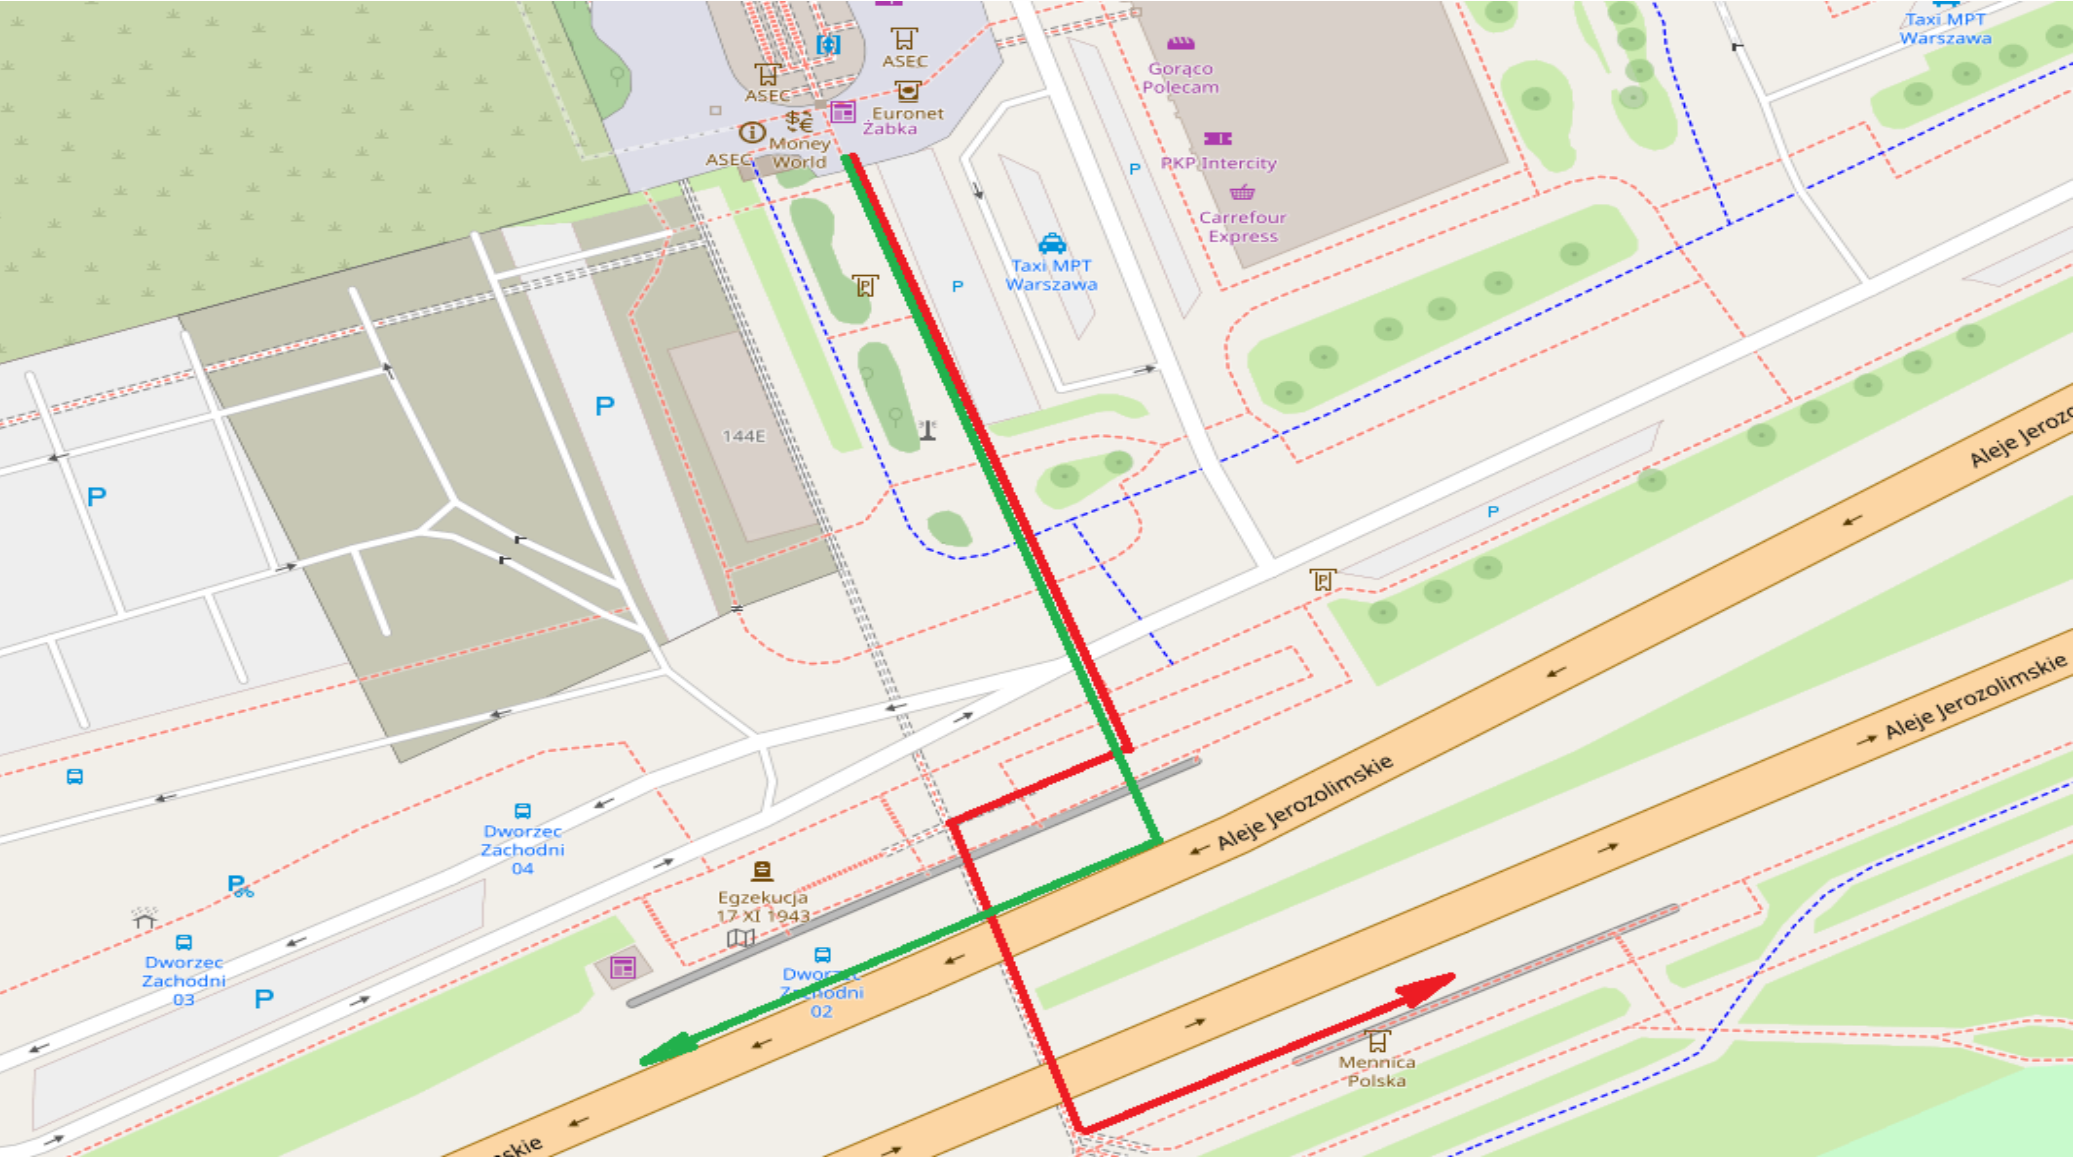 Taxi MPT
Warszawa
ASEC
Gorąco
Polecam
ASEC
Euronet
Żabka
Money
World
ASEC
P
PKP Intercity
Carrefour
Express
Taxi MPT
Warszawa
P
P
P
144E
P
P
P
Aleje Jerozo
Aleje Jerozolimskie
Aleje Jerozolimskie
Dworzec
Zachodni
04
P
Egzekucja
17 XI 1943
Dworzec
Zachodni
03
P
Dworzec
Zachodni
02
Mennica
Polska
skie